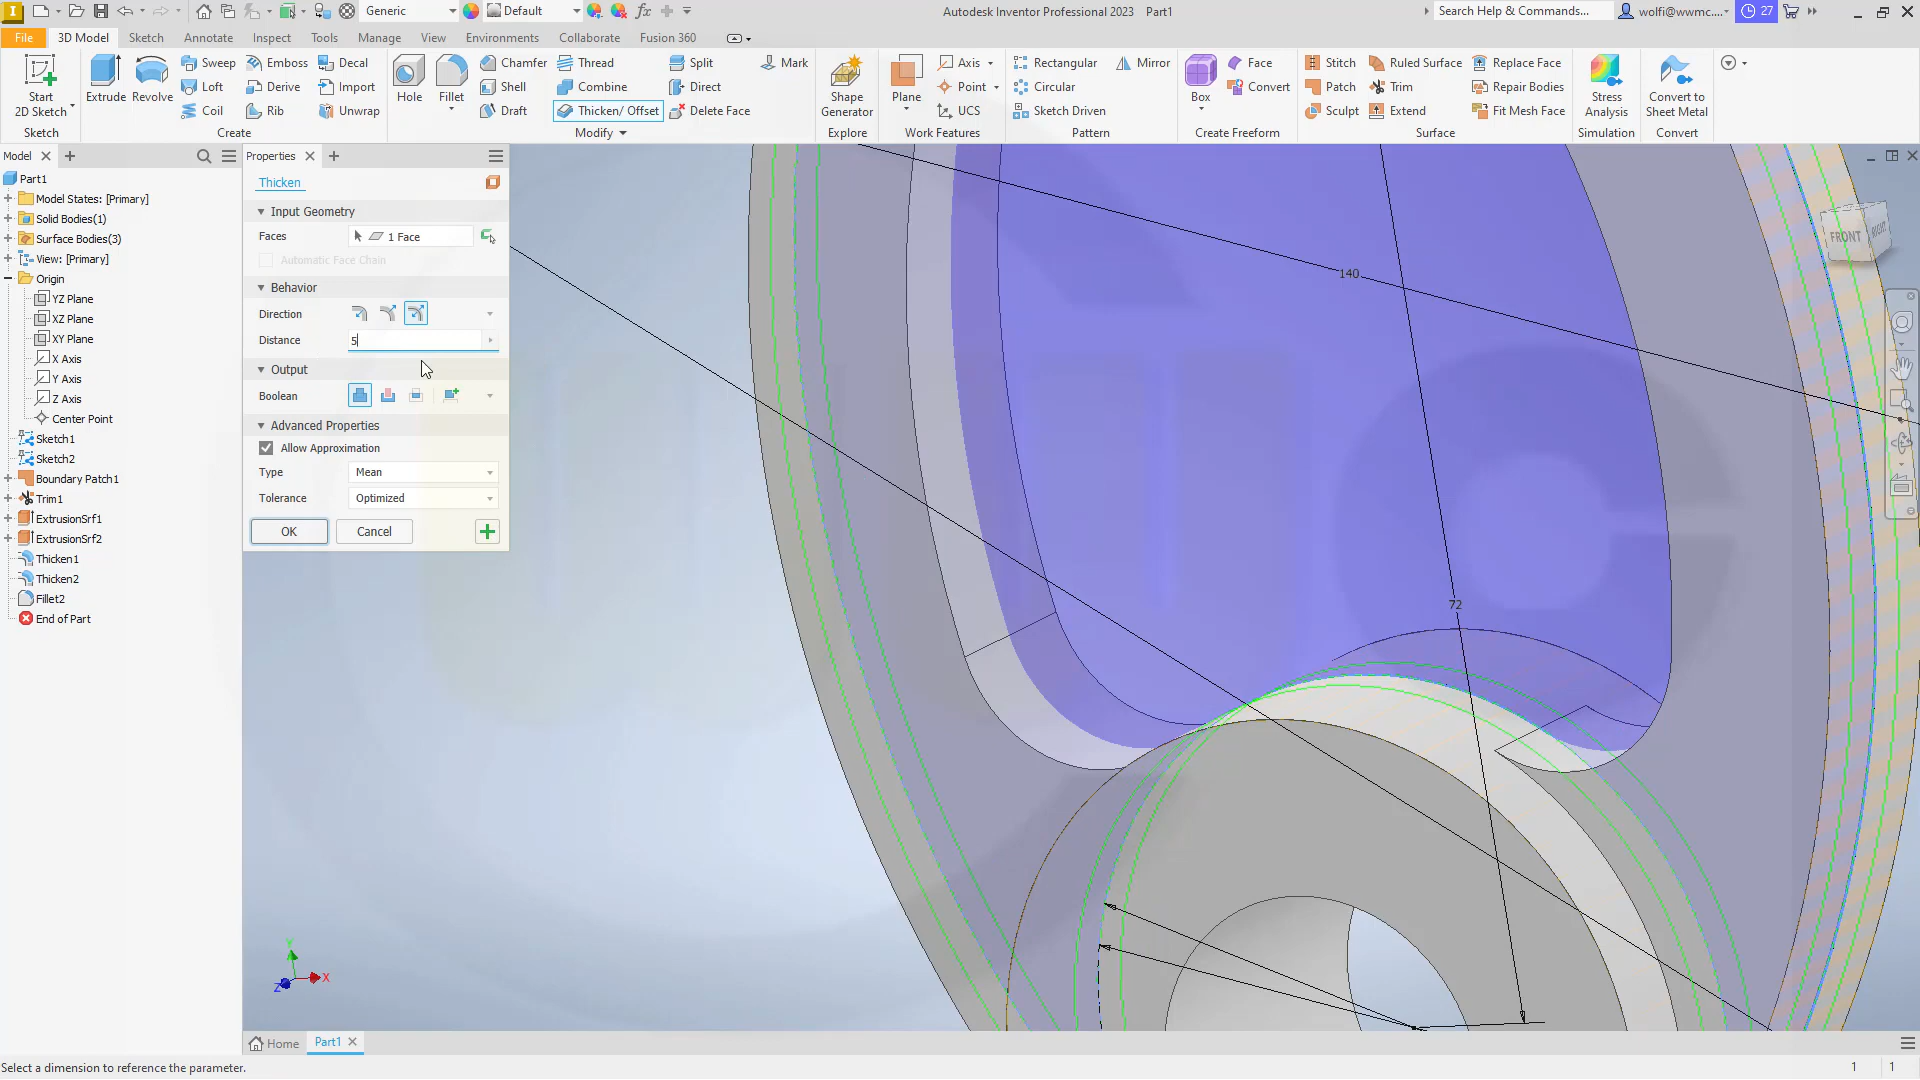 Generic
Default
Autodesk Inventor Professional 2023 Part1
Search Help & Commands...
wolfi@wwmc....
27
File
3D Model
Sketch
Annotate
Inspect
Tools
Manage
View
Environments
Collaborate
Fusion 360
Start
2D Sketch
Extrude
Revolve
Sweep
Loft
Coil
Emboss
Derive
Rib
Decal
Import
Unwrap
Hole
Fillet
Chamfer
Shell
Draft
Thread
Combine
Thicken/ Offset
Split
Direct
Delete Face
Mark
Shape
Generator
Plane
Axis
Point
UCS
Rectangular
Circular
Sketch Driven
Mirror
Box
Face
Convert
Stitch
Patch
Sculpt
Ruled Surface
Trim
Extend
Replace Face
Repair Bodies
Fit Mesh Face
Stress
Analysis
Convert to
Sheet Metal
Sketch
Create
Modify
Explore
Work Features
Pattern
Create Freeform
Surface
Simulation
Convert
Model
Part1
Model States: [Primary]
Solid Bodies(1)
Surface Bodies(3)
View: [Primary]
Origin
YZ Plane
XZ Plane
XY Plane
X Axis
Y Axis
Z Axis
Center Point
Sketch1
Sketch2
Boundary Patch1
Trim1
ExtrusionSrf1
ExtrusionSrf2
Thicken1
Thicken2
Fillet2
End of Part
Properties
Thicken
Input Geometry
Faces 1 Face
Automatic Face Chain
Behavior
Direction
Distance 5
Output
Boolean
Advanced Properties
Allow Approximation
Type Mean
Tolerance Optimized
OK Cancel
140
72
FRONT
RIGHT
Y
X
Z
Home
Part1
Select a dimension to reference the parameter.
1 1